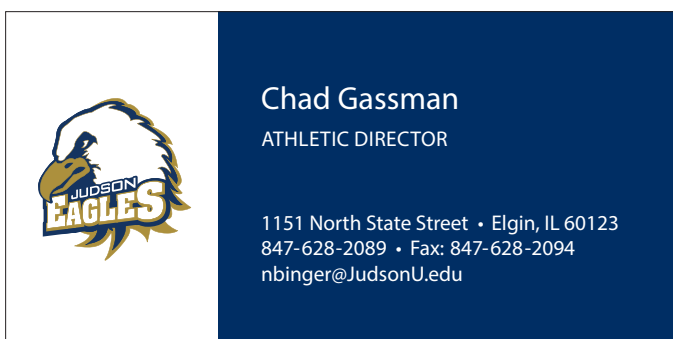 JUDSON
EAGLES
Chad Gassman
ATHLETIC DIRECTOR
1151 North State Street • Elgin, IL 60123
847-628-2089 • Fax: 847-628-2094
nbinger@JudsonU.edu